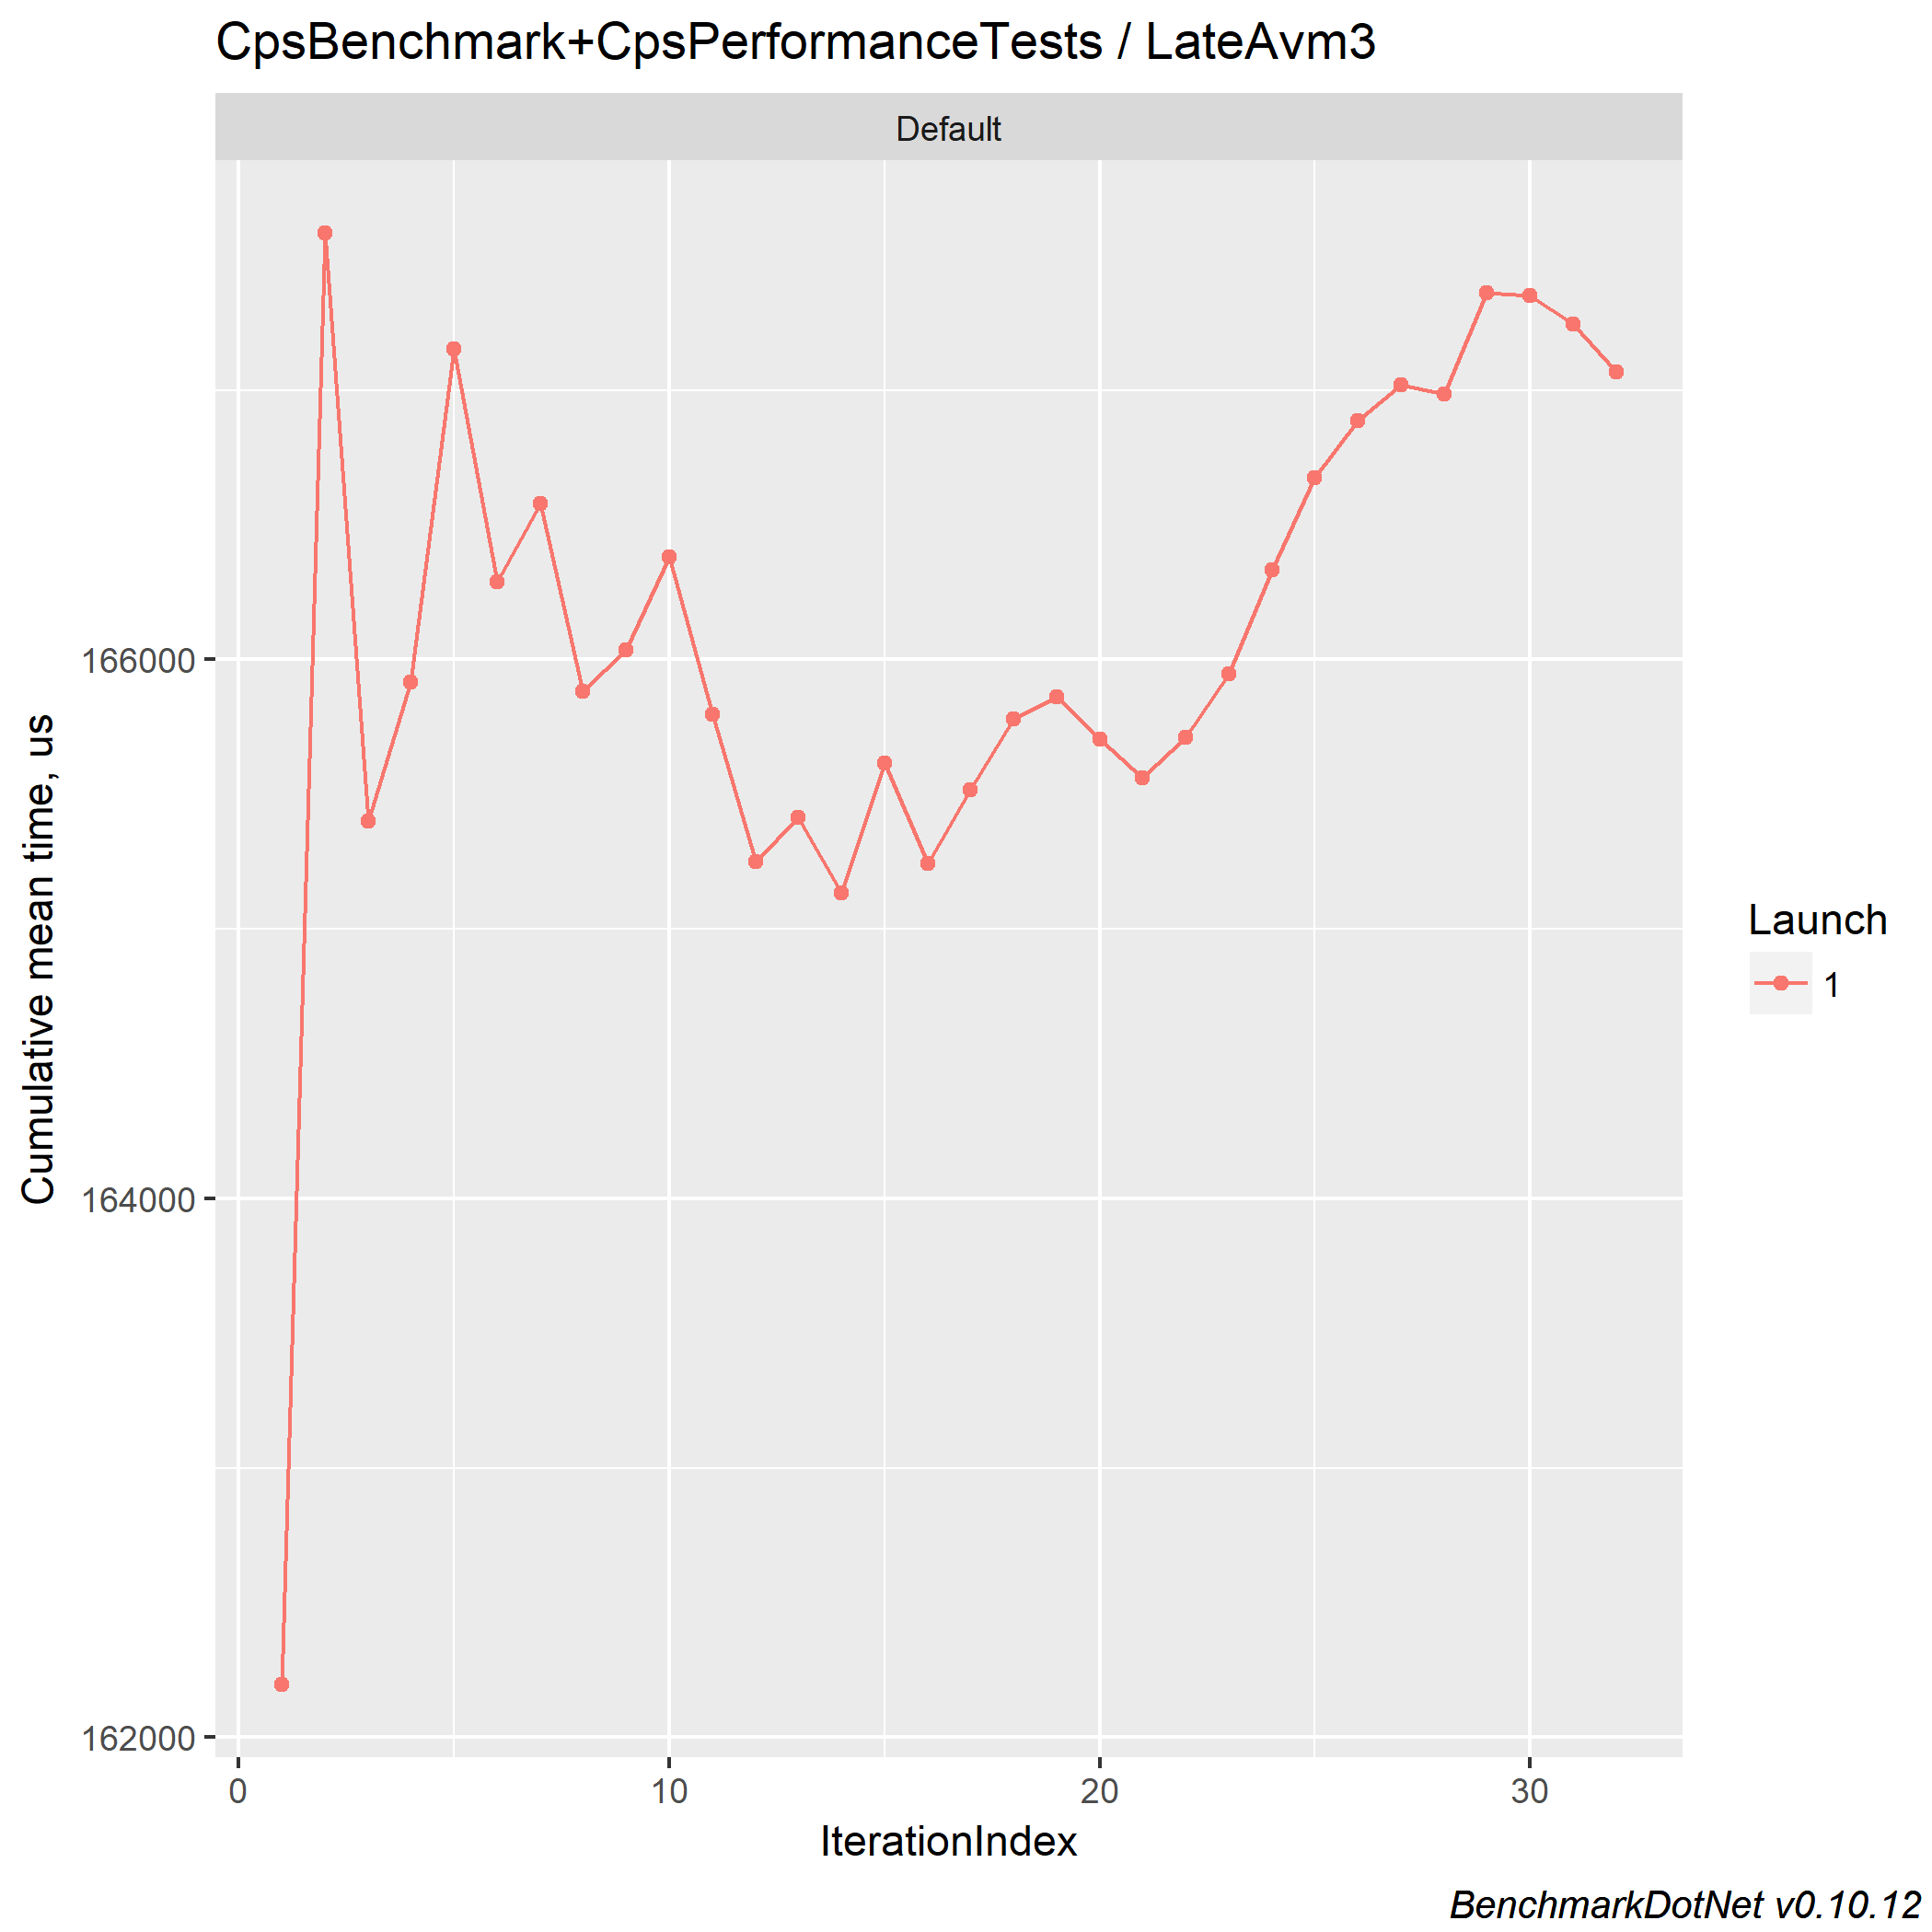 CpsBenchmark+CpsPerformanceTests / LateAvm3
Default
Cumulative mean time, us
166000
164000
162000
0 10 20 30
IterationIndex
Launch
1
BenchmarkDotNet v0.10.12